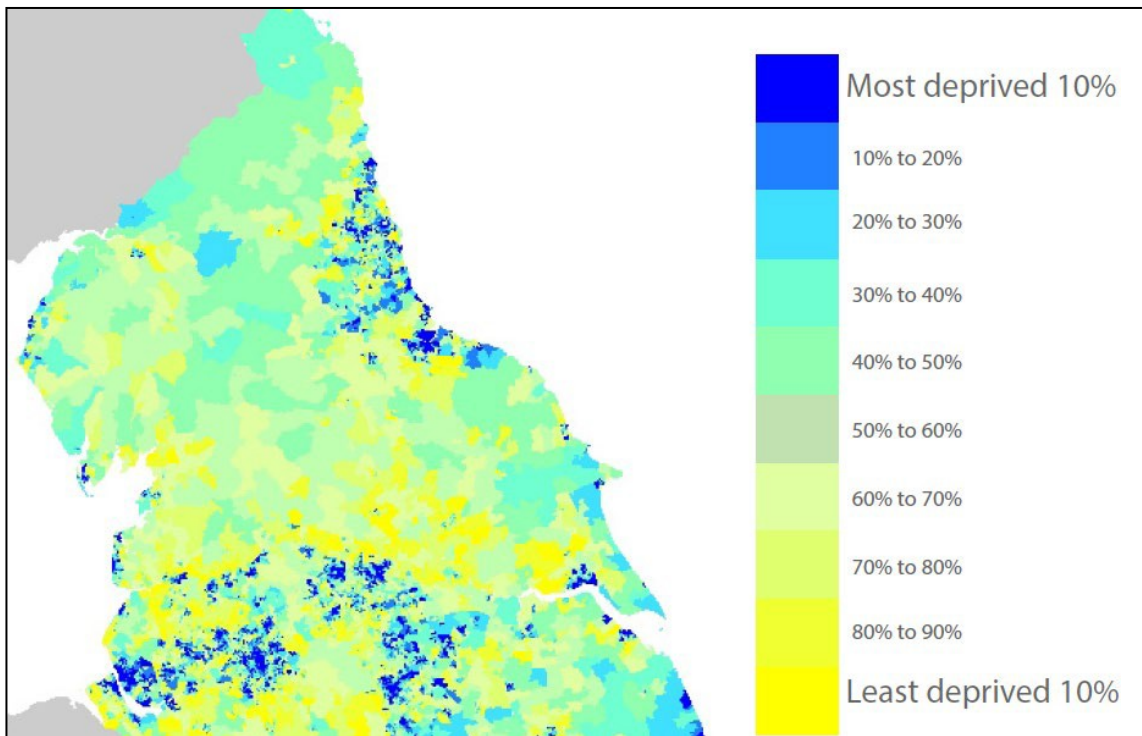 Most deprived 10%
10% to 20%
20% to 30%
30% to 40%
40% to 50%
50% to 60%
60% to 70%
70% to 80%
80% to 90%
Least deprived 10%